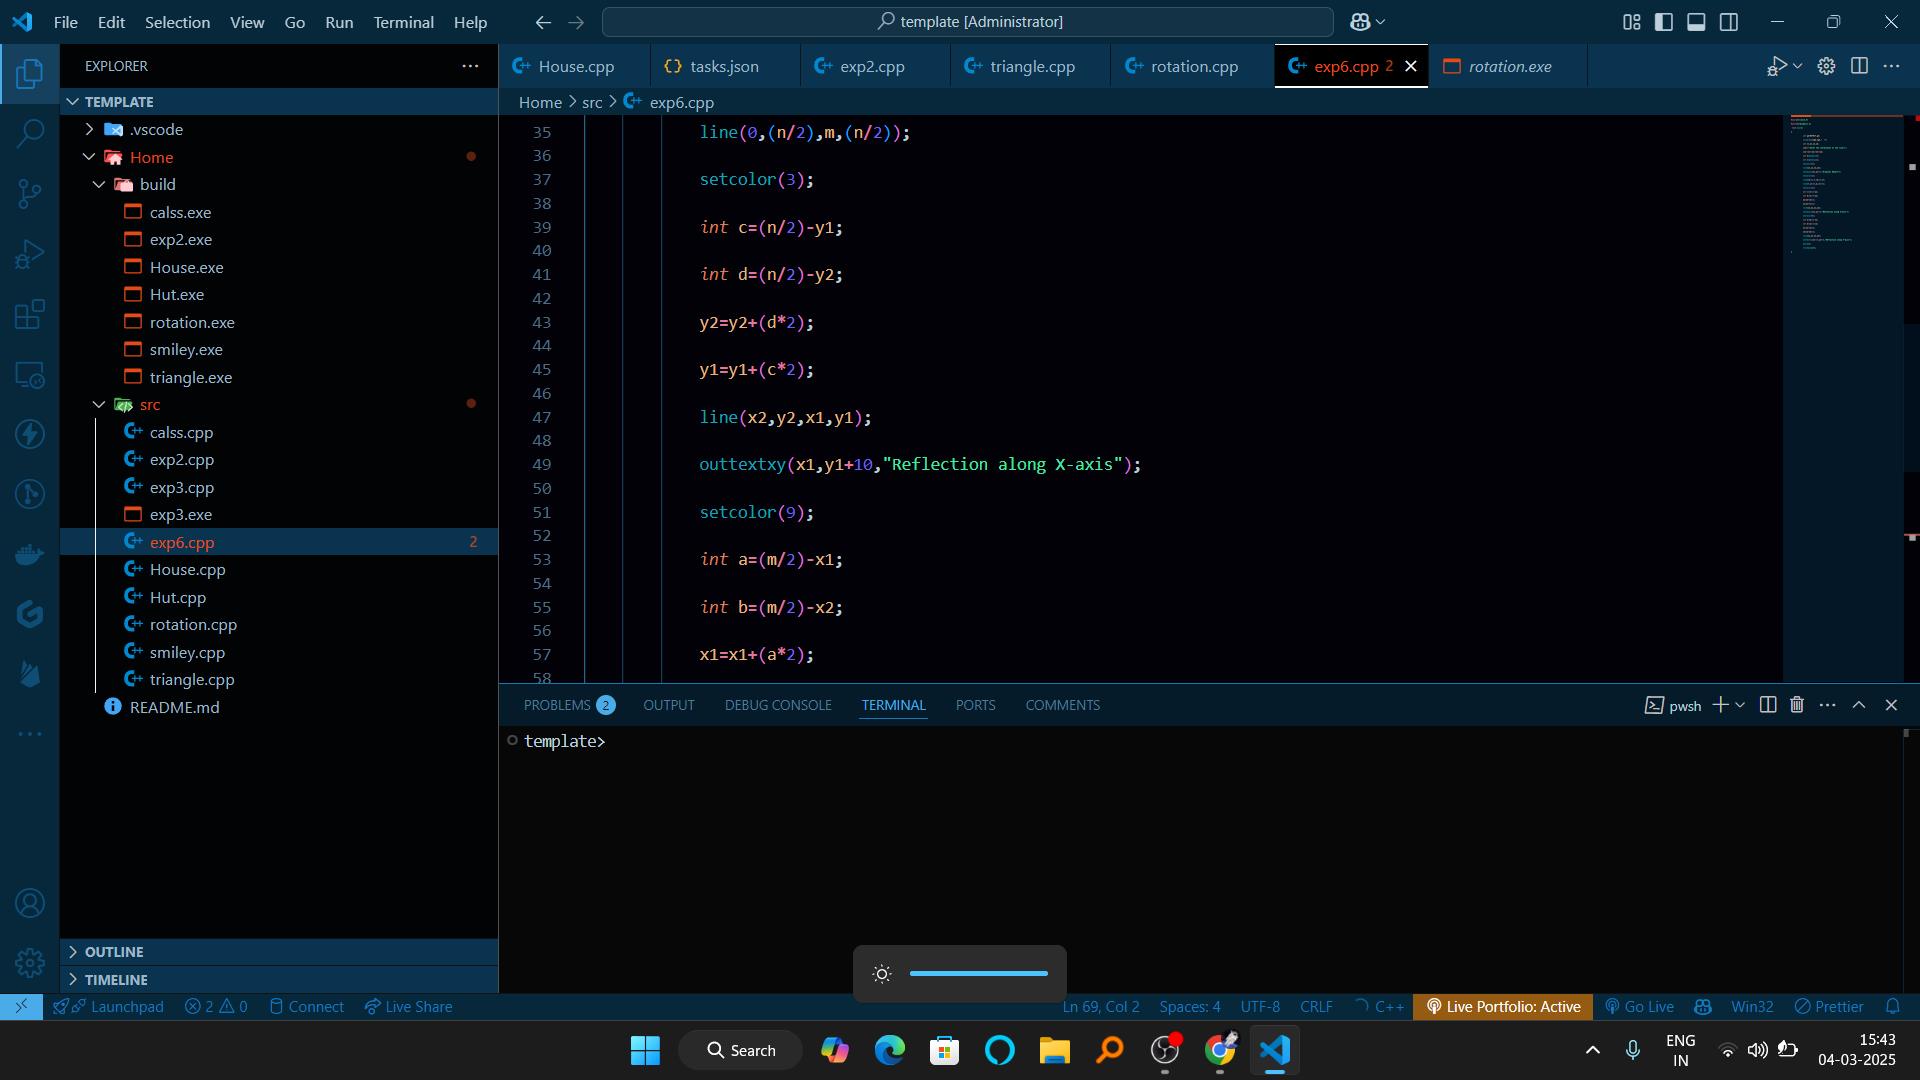 File Edit Selection View Go Run Terminal Help
template [Administrator]
EXPLORER
House.cpp
tasks.json
exp2.cpp
triangle.cpp
rotation.cpp
exp6.cpp 2
rotation.exe
TEMPLATE
.vscode
Home
build
calss.exe
exp2.exe
House.exe
Hut.exe
rotation.exe
smiley.exe
triangle.exe
src
calss.cpp
exp2.cpp
exp3.cpp
exp3.exe
exp6.cpp 2
House.cpp
Hut.cpp
rotation.cpp
smiley.cpp
triangle.cpp
README.md
OUTLINE
TIMELINE
Home > src > exp6.cpp
35 line(0,(n/2),m,(n/2));
36
37 setcolor(3);
38
39 int c=(n/2)-y1;
40
41 int d=(n/2)-y2;
42
43 y2=y2+(d*2);
44
45 y1=y1+(c*2);
46
47 line(x2,y2,x1,y1);
48
49 outtextxy(x1,y1+10,"Reflection along X-axis");
50
51 setcolor(9);
52
53 int a=(m/2)-x1;
54
55 int b=(m/2)-x2;
56
57 x1=x1+(a*2);
58
PROBLEMS 2 OUTPUT DEBUG CONSOLE TERMINAL PORTS COMMENTS
pwsh
template>
Launchpad 2 0 Connect Live Share
Ln 69, Col 2 Spaces: 4 UTF-8 CRLF C++ Live Portfolio: Active Go Live Win32 Prettier
Search
ENG
IN
15:43
04-03-2025